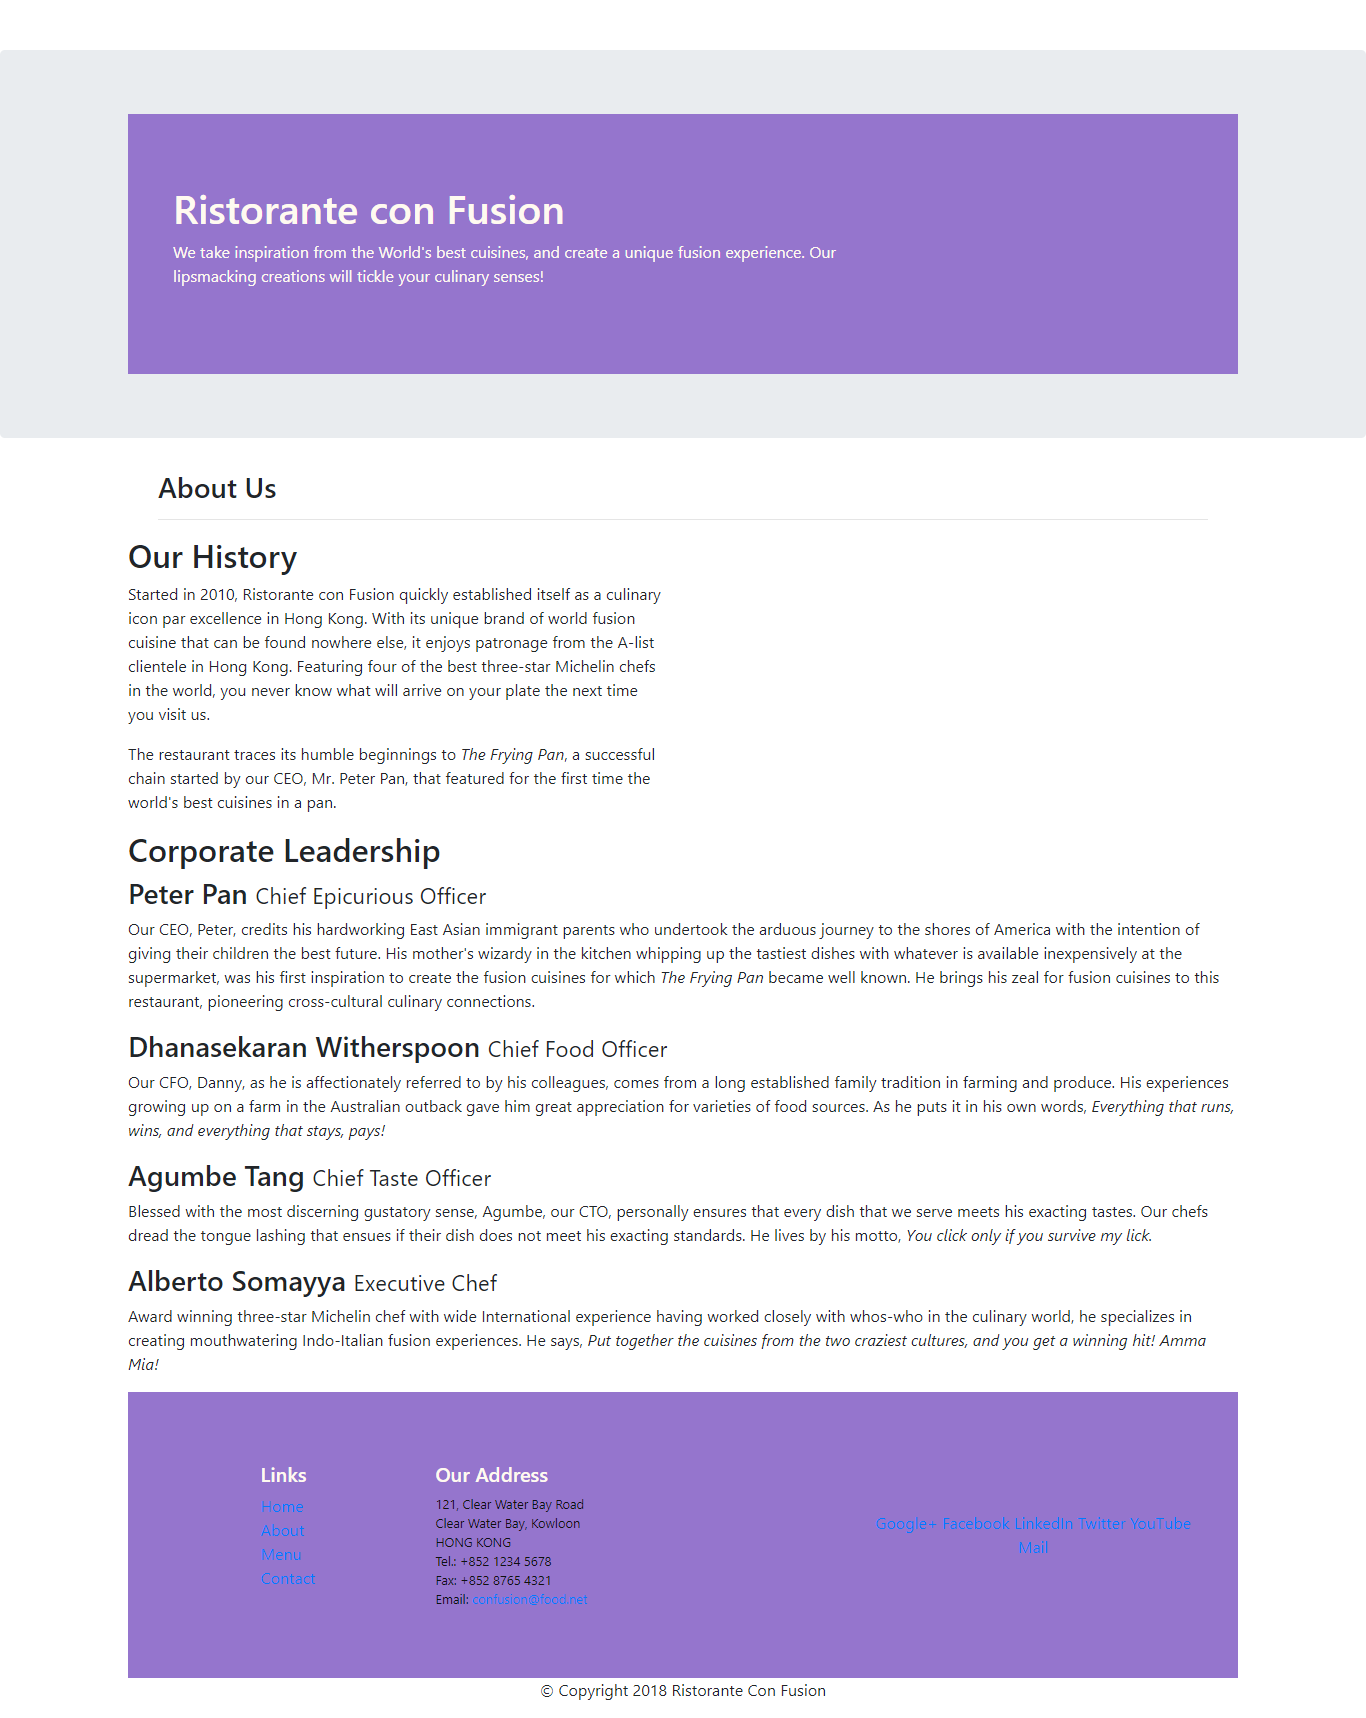 Ristorante con Fusion
We take inspiration from the World's best cuisines, and create a unique fusion experience. Our
lipsmacking creations will tickle your culinary senses!
About Us
Our History
Started in 2010, Ristorante con Fusion quickly established itself as a culinary
icon par excellence in Hong Kong. With its unique brand of world fusion
cuisine that can be found nowhere else, it enjoys patronage from the A-list
clientele in Hong Kong. Featuring four of the best three-star Michelin chefs
in the world, you never know what will arrive on your plate the next time
you visit us.
The restaurant traces its humble beginnings to The Frying Pan, a successful
chain started by our CEO, Mr. Peter Pan, that featured for the first time the
world's best cuisines in a pan.
Corporate Leadership
Peter Pan Chief Epicurious Officer
Our CEO, Peter, credits his hardworking East Asian immigrant parents who undertook the arduous journey to the shores of America with the intention of
giving their children the best future. His mother's wizardy in the kitchen whipping up the tastiest dishes with whatever is available inexpensively at the
supermarket, was his first inspiration to create the fusion cuisines for which The Frying Pan became well known. He brings his zeal for fusion cuisines to this
restaurant, pioneering cross-cultural culinary connections.
Dhanasekaran Witherspoon Chief Food Officer
Our CFO, Danny, as he is affectionately referred to by his colleagues, comes from a long established family tradition in farming and produce. His experiences
growing up on a farm in the Australian outback gave him great appreciation for varieties of food sources. As he puts it in his own words, Everything that runs,
wins, and everything that stays, pays!
Agumbe Tang Chief Taste Officer
Blessed with the most discerning gustatory sense, Agumbe, our CTO, personally ensures that every dish that we serve meets his exacting tastes. Our chefs
dread the tongue lashing that ensues if their dish does not meet his exacting standards. He lives by his motto, You click only if you survive my lick.
Alberto Somayya Executive Chef
Award winning three-star Michelin chef with wide International experience having worked closely with whos-who in the culinary world, he specializes in
creating mouthwatering Indo-Italian fusion experiences. He says, Put together the cuisines from the two craziest cultures, and you get a winning hit! Amma
Mia!
Links
Home
About
Menu
Contact
Our Address
121, Clear Water Bay Road
Clear Water Bay, Kowloon
HONG KONG
Tel.: +852 1234 5678
Fax: +852 8765 4321
Email: confusion@food.net
Google+ Facebook LinkedIn Twitter YouTube
Mail
© Copyright 2018 Ristorante Con Fusion